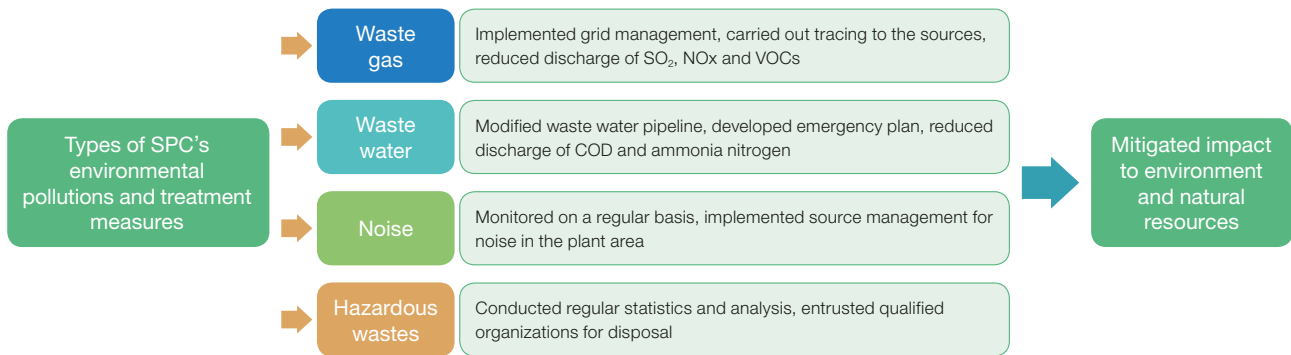 Types of SPC's
environmental
pollutions and treatment
measures
Waste
gas
Implemented grid management, carried out tracing to the sources,
reduced discharge of SO₂, NOx and VOCs
Waste
water
Modified waste water pipeline, developed emergency plan, reduced
discharge of COD and ammonia nitrogen
Noise
Monitored on a regular basis, implemented source management for
noise in the plant area
Hazardous
wastes
Conducted regular statistics and analysis, entrusted qualified
organizations for disposal
Mitigated impact
to environment
and natural
resources